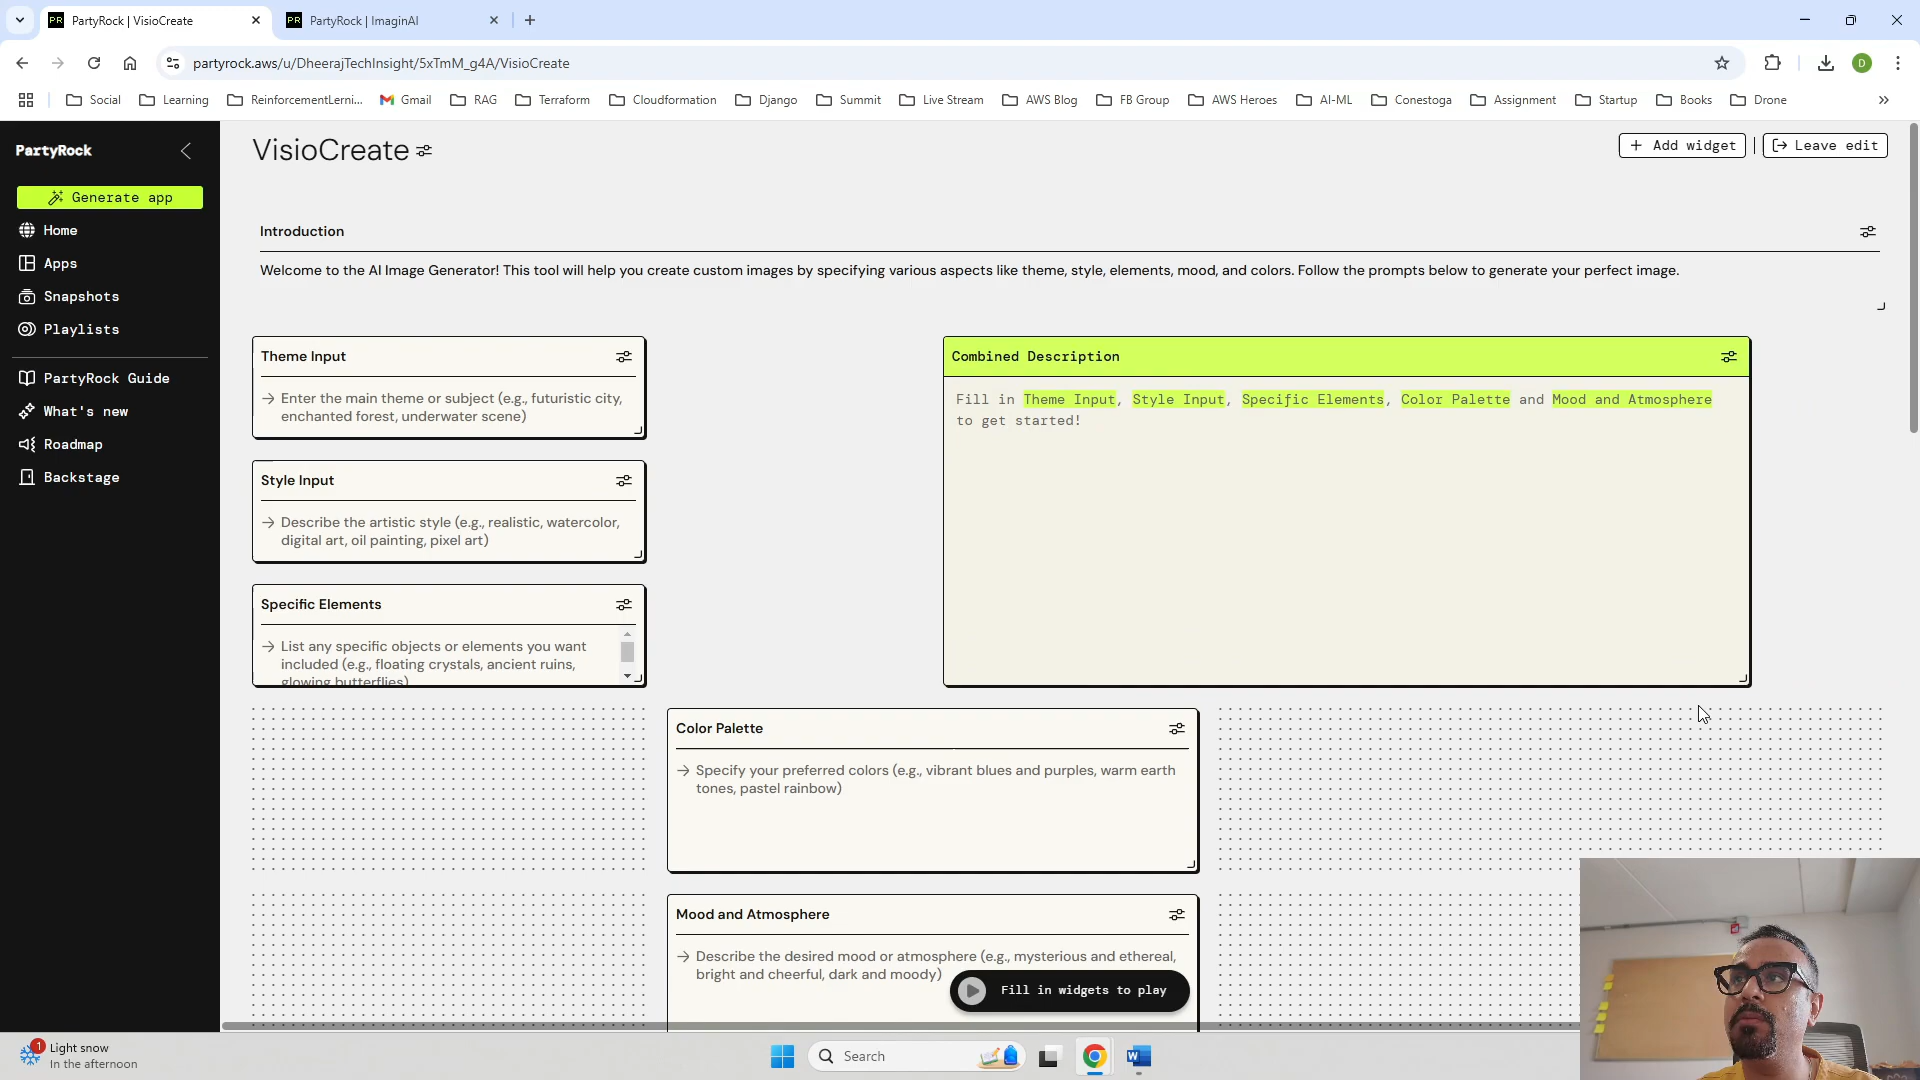 PR PartyRock | VisioCreate
PR PartyRock | ImaginAI
partyrock.aws/u/DheerajTechInsight/5xTmM_g4A/VisioCreate
D
Social
Learning
ReinforcementLerni...
Gmail
RAG
Terraform
Cloudformation
Django
Summit
Live Stream
AWS Blog
FB Group
AWS Heroes
AI-ML
Conestoga
Assignment
Startup
Books
Drone
PartyRock
Generate app
Home
Apps
Snapshots
Playlists
PartyRock Guide
What's new
Roadmap
Backstage
VisioCreate
+ Add widget
Leave edit
Introduction
Welcome to the AI Image Generator! This tool will help you create custom images by specifying various aspects like theme, style, elements, mood, and colors. Follow the prompts below to generate your perfect image.
Theme Input
Enter the main theme or subject (e.g., futuristic city,
enchanted forest, underwater scene)
Style Input
Describe the artistic style (e.g., realistic, watercolor,
digital art, oil painting, pixel art)
Specific Elements
List any specific objects or elements you want
included (e.g., floating crystals, ancient ruins,
glowing butterflies)
Combined Description
Fill in Theme Input, Style Input, Specific Elements, Color Palette and Mood and Atmosphere
to get started!
Color Palette
Specify your preferred colors (e.g., vibrant blues and purples, warm earth
tones, pastel rainbow)
Mood and Atmosphere
Describe the desired mood or atmosphere (e.g., mysterious and ethereal,
bright and cheerful, dark and moody)
Fill in widgets to play
1
Light snow
In the afternoon
Search